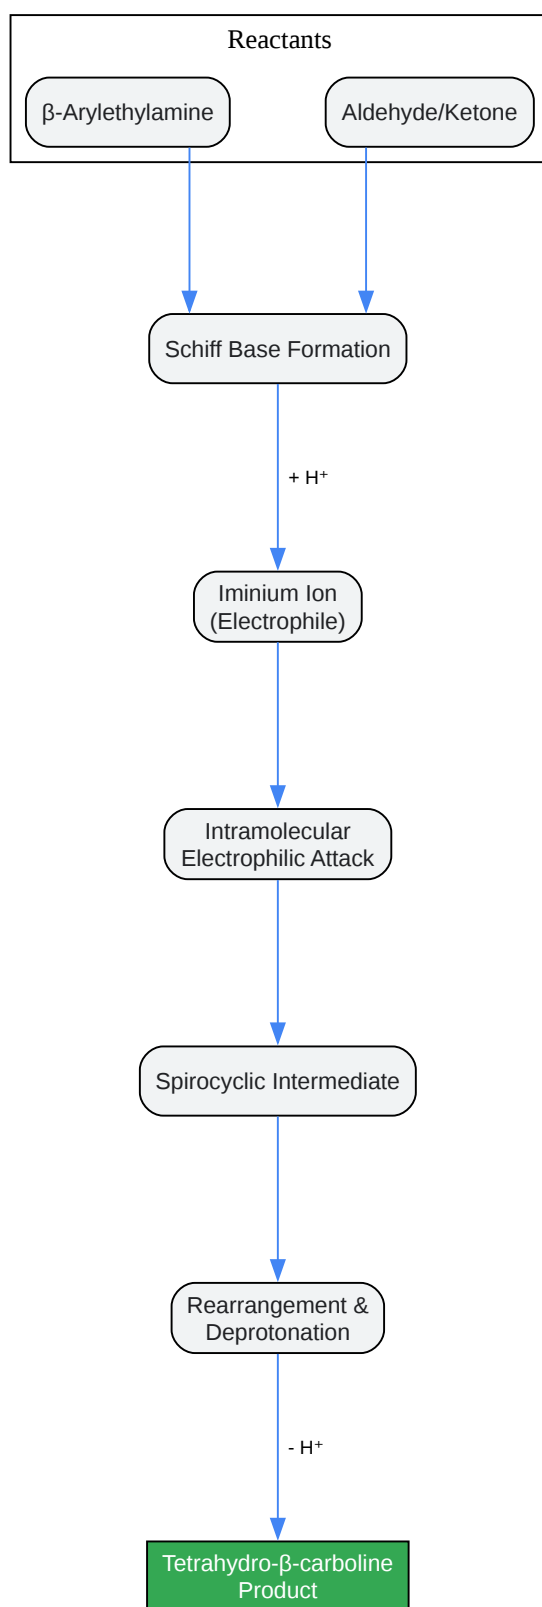 Reactants
β-Arylethylamine
Aldehyde/Ketone
Schiff Base Formation
+ H⁺
Iminium Ion
(Electrophile)
Intramolecular
Electrophilic Attack
Spirocyclic Intermediate
Rearrangement &
Deprotonation
- H⁺
Tetrahydro-β-carboline
Product